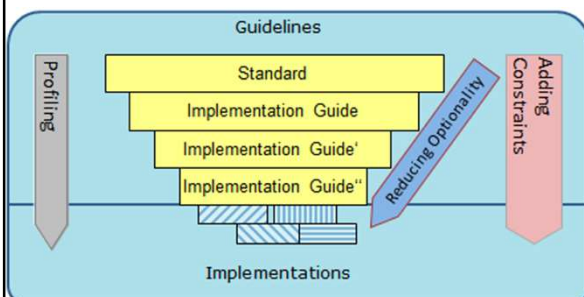 Guidelines
Profiling
Standard
Implementation Guide
Implementation Guide‘
Implementation Guide“
Reducing Optionality
Adding
Constraints
Implementations